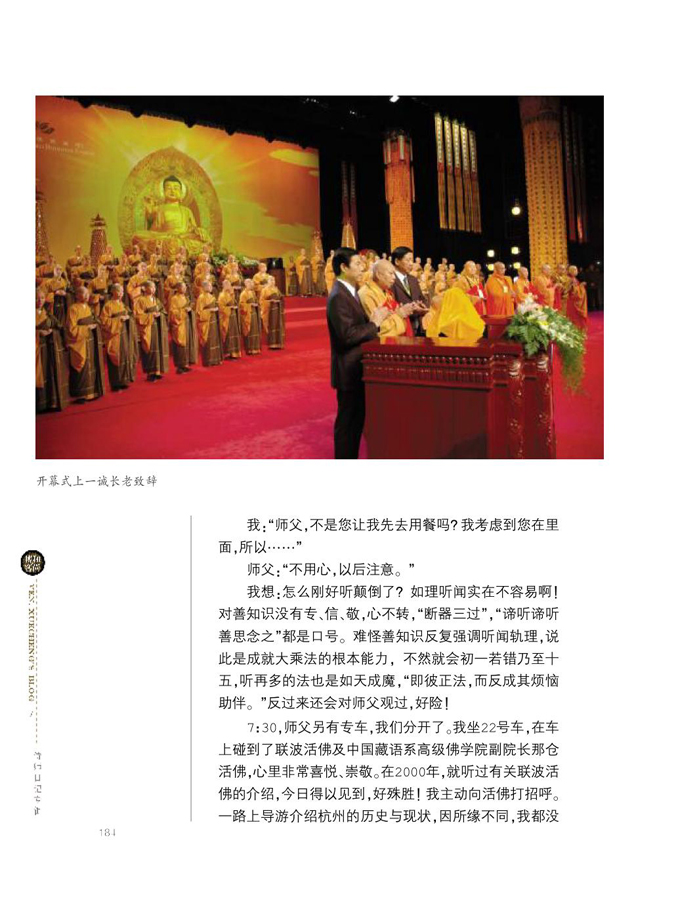 开幕式上一诚长老致辞
我：“师父，不是您让我先去用餐吗？我考虑到您在里
面，所以……”
师父：“不用心，以后注意。”
我想：怎么刚好听颠倒了？如理听闻实在不容易啊！
对善知识没有专、信、敬，心不转，“断器三过”，“谛听谛听
善思念之”都是口号。难怪善知识反复强调听闻轨理，说
此是成就大乘法的根本能力，不然就会初一若错乃至十
五，听再多的法也是如天成魔，“即彼正法，而反成其烦恼
助伴。”反过来还会对师父观过，好险！
7:30，师父另有专车，我们分开了。我坐22号车，在车
上碰到了联波活佛及中国藏语系高级佛学院副院长那仓
活佛，心里非常喜悦、崇敬。在2000年，就听过有关联波活
佛的介绍，今日得以见到，好殊胜！我主动向活佛打招呼。
一路上导游介绍杭州的历史与现状，因所缘不同，我都没
VEN. XUECHENG'S BLOG
184